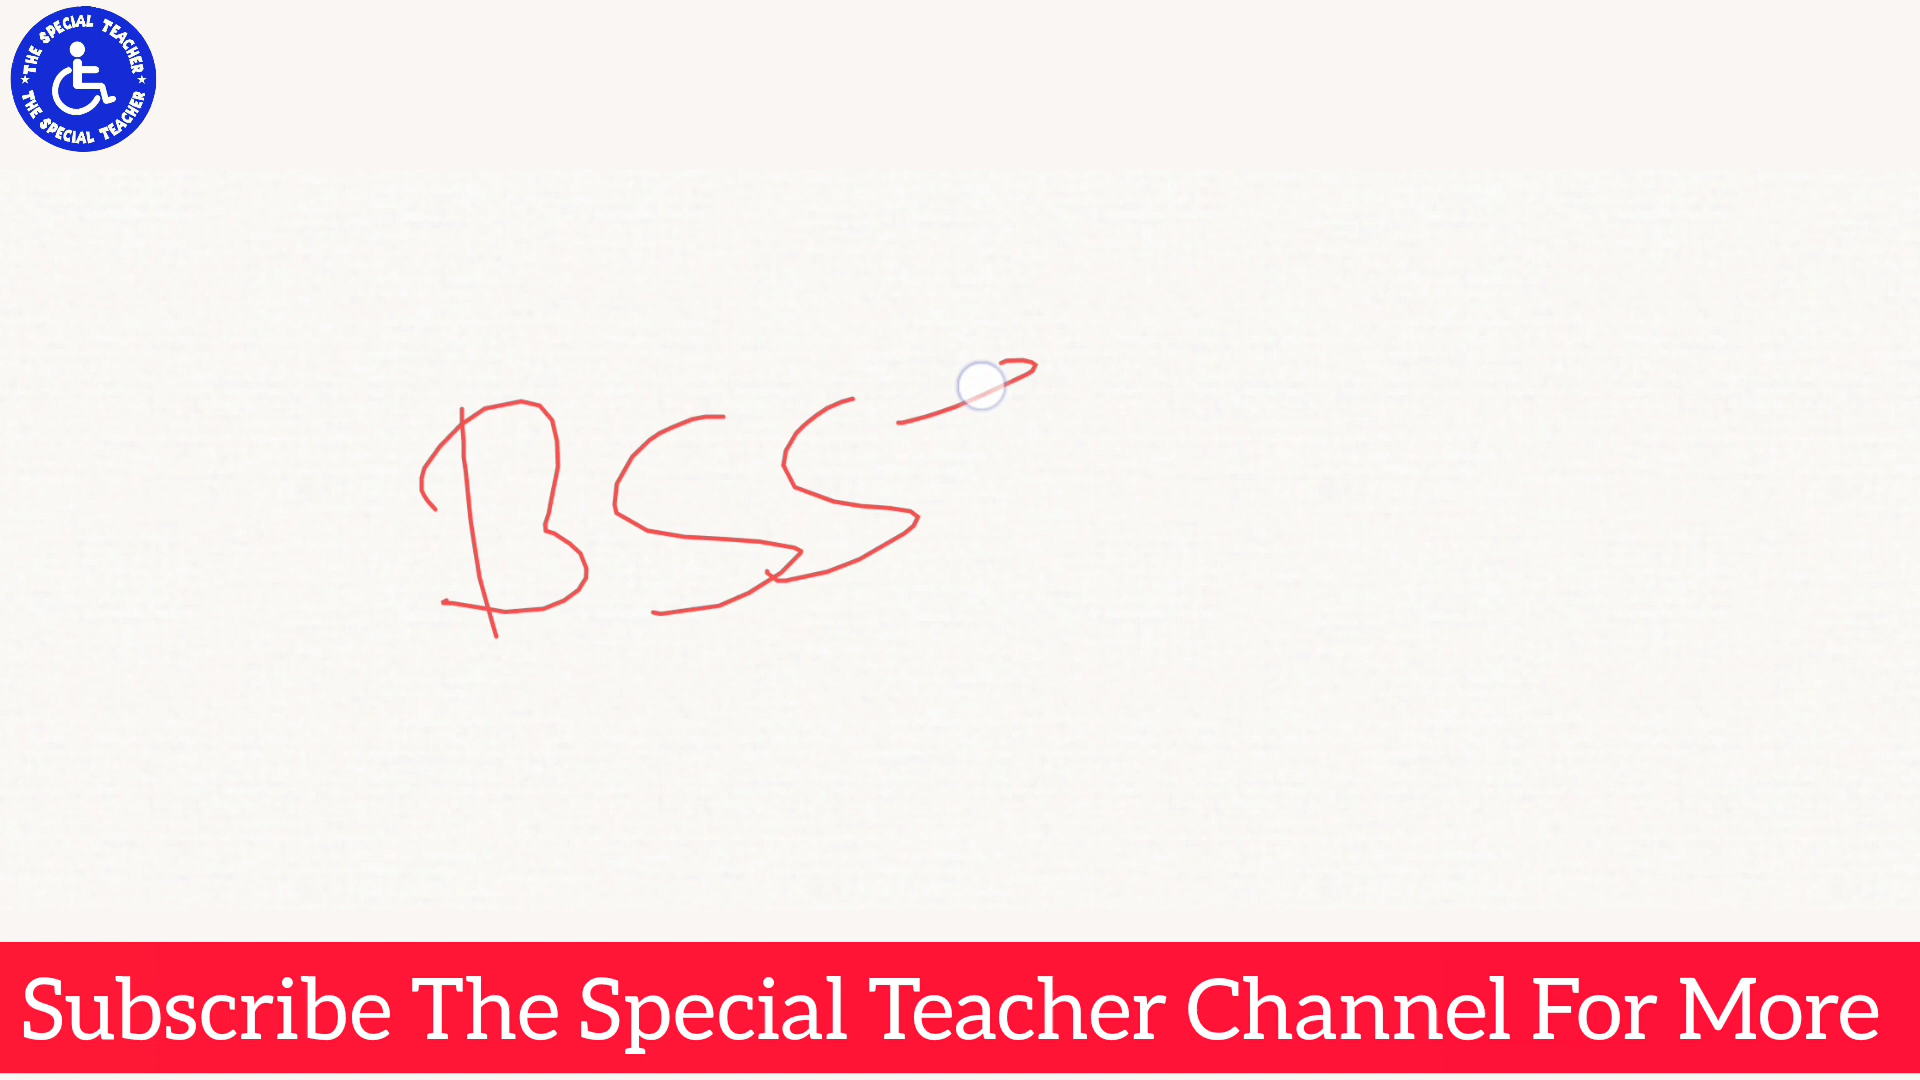 THE SPECIAL TEACHER
THE SPECIAL TEACHER
BSS
Subscribe The Special Teacher Channel For More